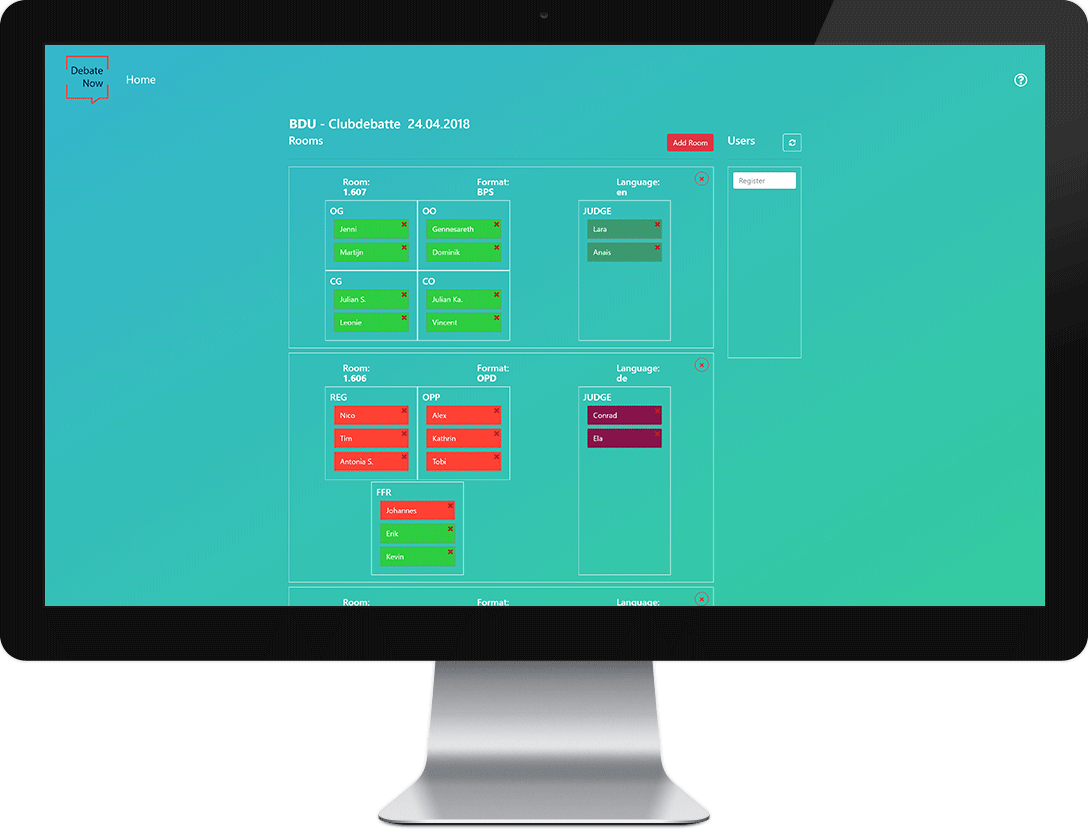 Debate
Now
Home
BDU - Clubdebatte 24.04.2018
Rooms
Add Room
Users
Register
Room:
1.607
Format:
BPS
Language:
en
OG
Jenni
Martijn
OO
Gennesareth
Dominik
CG
Julian S.
Leonie
CO
Julian Ka.
Vincent
JUDGE
Lara
Anais
Room:
1.606
Format:
OPD
Language:
de
REG
Nico
Tim
Antonia S.
OPP
Alex
Kathrin
Tobi
FFR
Johannes
Erik
Kevin
JUDGE
Conrad
Ela
Room:
Format:
Language: